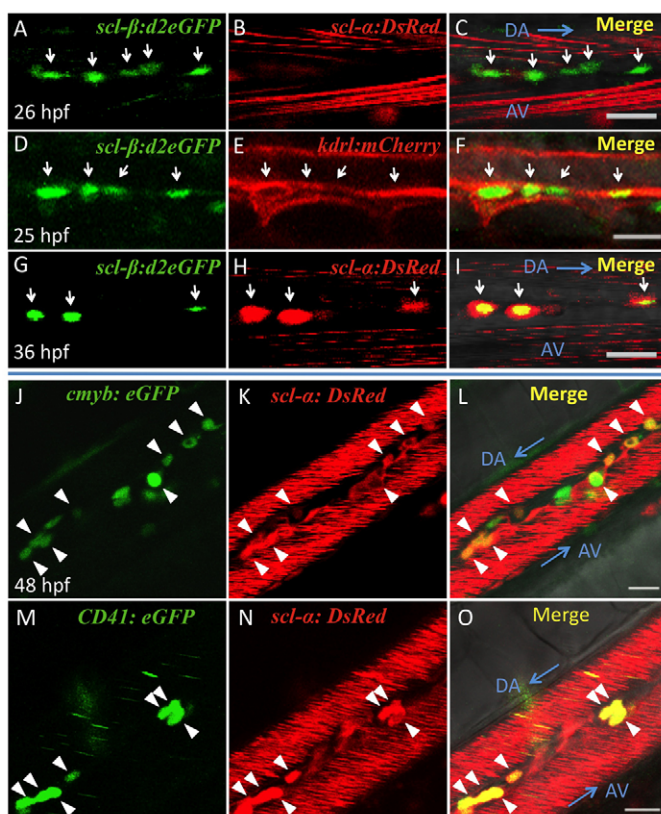 A scl-β:d2eGFP
26 hpf
B scl-α:DsRed
C Merge
DA
AV
D scl-β:d2eGFP
25 hpf
E kdrl:mCherry
F Merge
G scl-β:d2eGFP
36 hpf
H scl-α:DsRed
I Merge
DA
AV
J cmyb: eGFP
48 hpf
K scl-α: DsRed
L Merge
DA
AV
M CD41: eGFP
N scl-α: DsRed
O Merge
DA
AV